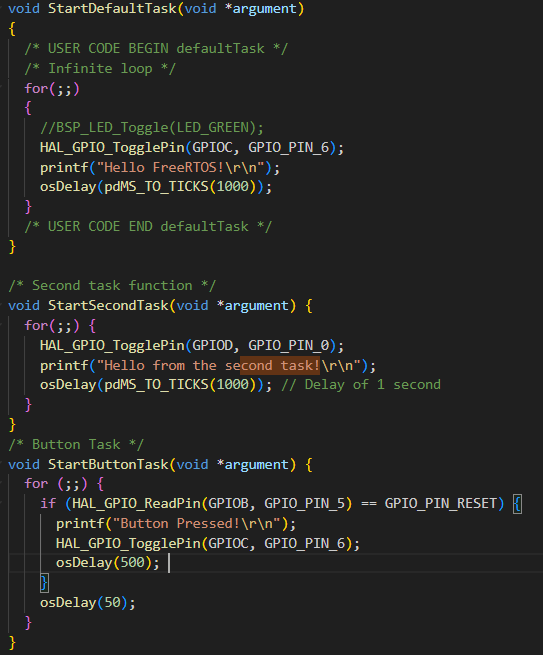 void StartDefaultTask(void *argument)
{
  /* USER CODE BEGIN defaultTask */
  /* Infinite loop */
  for(;;)
  {
    //BSP_LED_Toggle(LED_GREEN);
    HAL_GPIO_TogglePin(GPIOC, GPIO_PIN_6);
    printf("Hello FreeRTOS!\r\n");
    osDelay(pdMS_TO_TICKS(1000));
  }
  /* USER CODE END defaultTask */
}

/* Second task function */
void StartSecondTask(void *argument) {
  for(;;) {
    HAL_GPIO_TogglePin(GPIOD, GPIO_PIN_0);
    printf("Hello from the second task!\r\n");
    osDelay(pdMS_TO_TICKS(1000)); // Delay of 1 second
  }
}
/* Button Task */
void StartButtonTask(void *argument) {
  for (;;) {
    if (HAL_GPIO_ReadPin(GPIOB, GPIO_PIN_5) == GPIO_PIN_RESET) {
      printf("Button Pressed!\r\n");
      HAL_GPIO_TogglePin(GPIOC, GPIO_PIN_6);
      osDelay(500);
    }
    osDelay(50);
  }
}